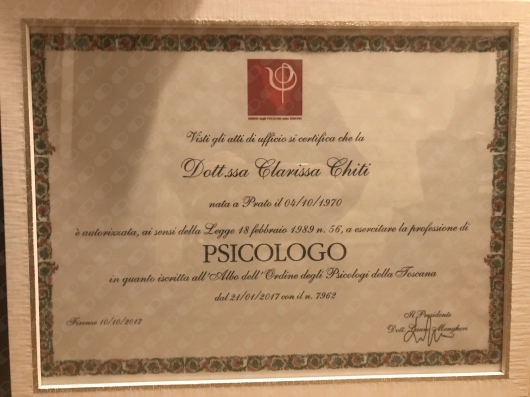 Visti gli atti di ufficio si certifica che la
Dott.ssa Clarissa Chiti
nata a Prato il 04/10/1970
è autorizzata, ai sensi della Legge 18 febbraio 1989 n. 56, a esercitare la professione di
PSICOLOGO
in quanto iscritta all'Albo dell'Ordine degli Psicologi della Toscana
dal 21/01/2017 con il n. 7962
Firenze 10/10/2017
Il Presidente
Dott.